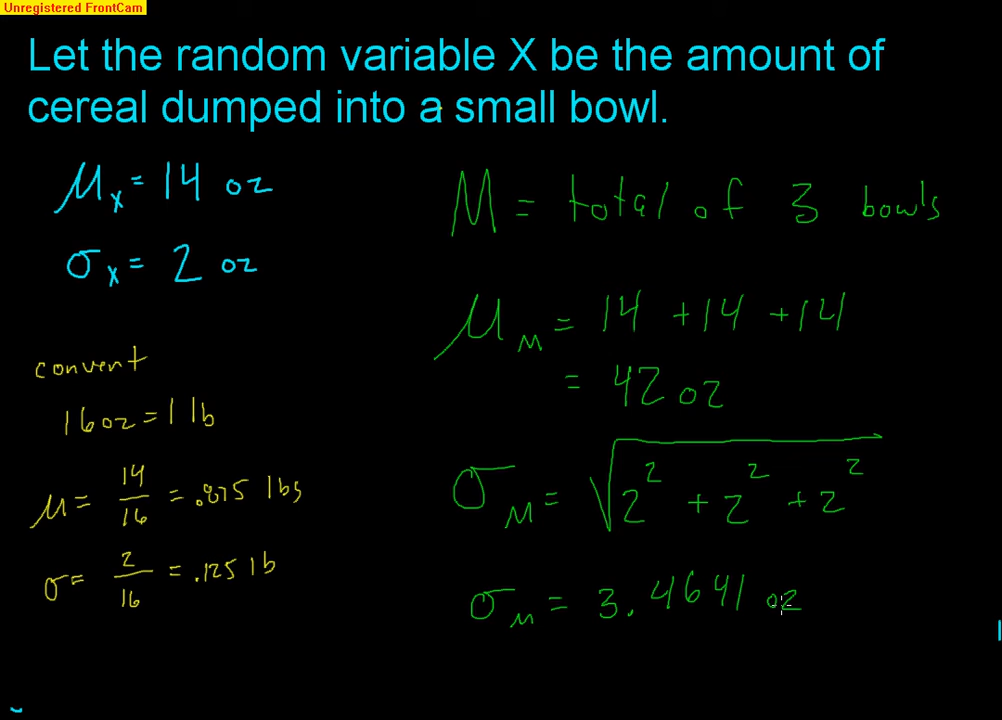 Unregistered FrontCam
Let the random variable X be the amount of
cereal dumped into a small bowl.
μx = 14 oz
σx = 2 oz
convert
16oz = 1 lb
μ = 14/16 = .875 lbs
σ = 2/16 = .125 lb
M = total of 3 bowls
μM = 14 + 14 + 14
= 42 oz
σM = √2² + 2² + 2²
σM = 3.4641 oz